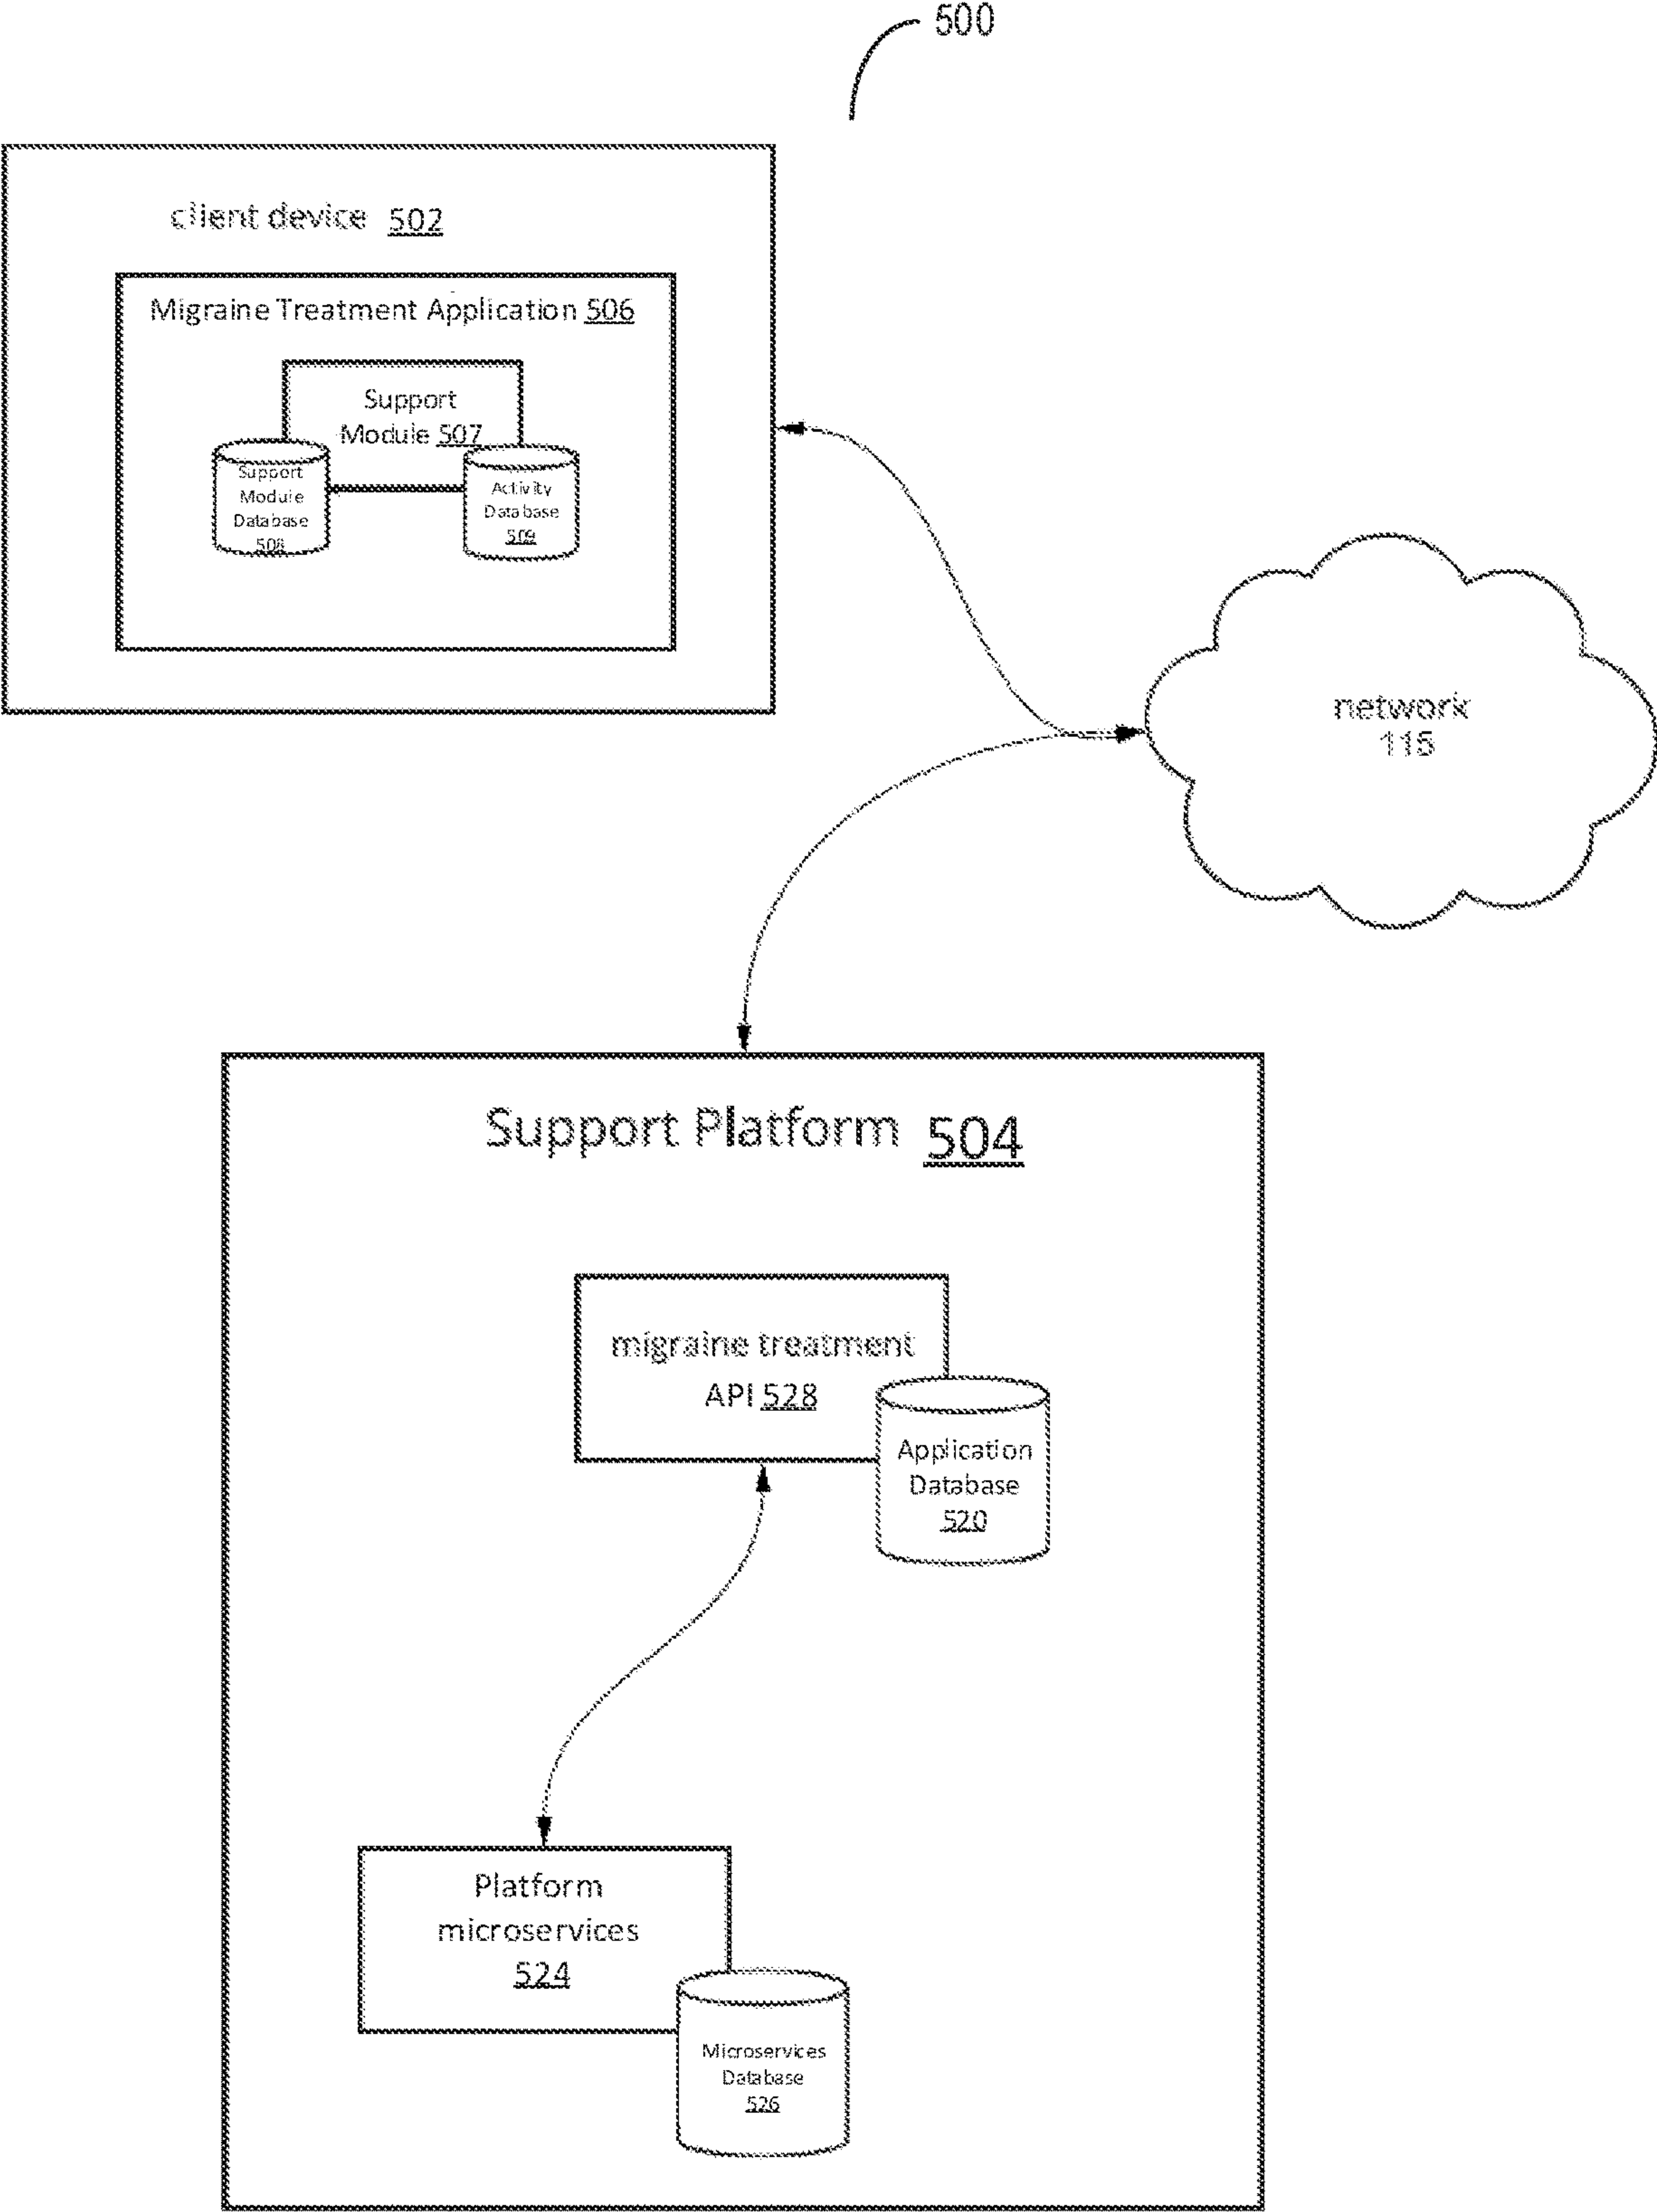 500
client device 502
Migraine Treatment Application 506
Support
Module 507
Support
Module
Database
508
Activity
Database
509
network
115
Support Platform 504
migraine treatment
API 528
Application
Database
520
Platform
microservices
524
Microservices
Database
526